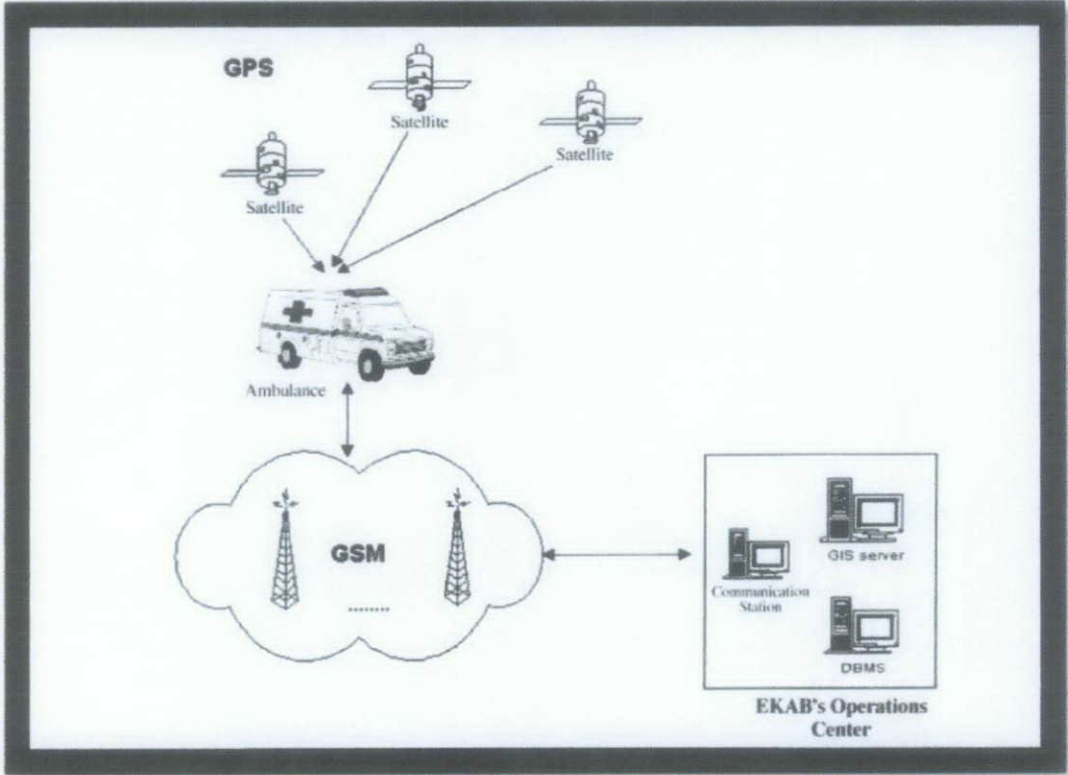 GPS
Satellite
Satellite
Satellite
Ambulance
GSM
........
GIS server
Communication
Station
DBMS
EKAB's Operations
Center